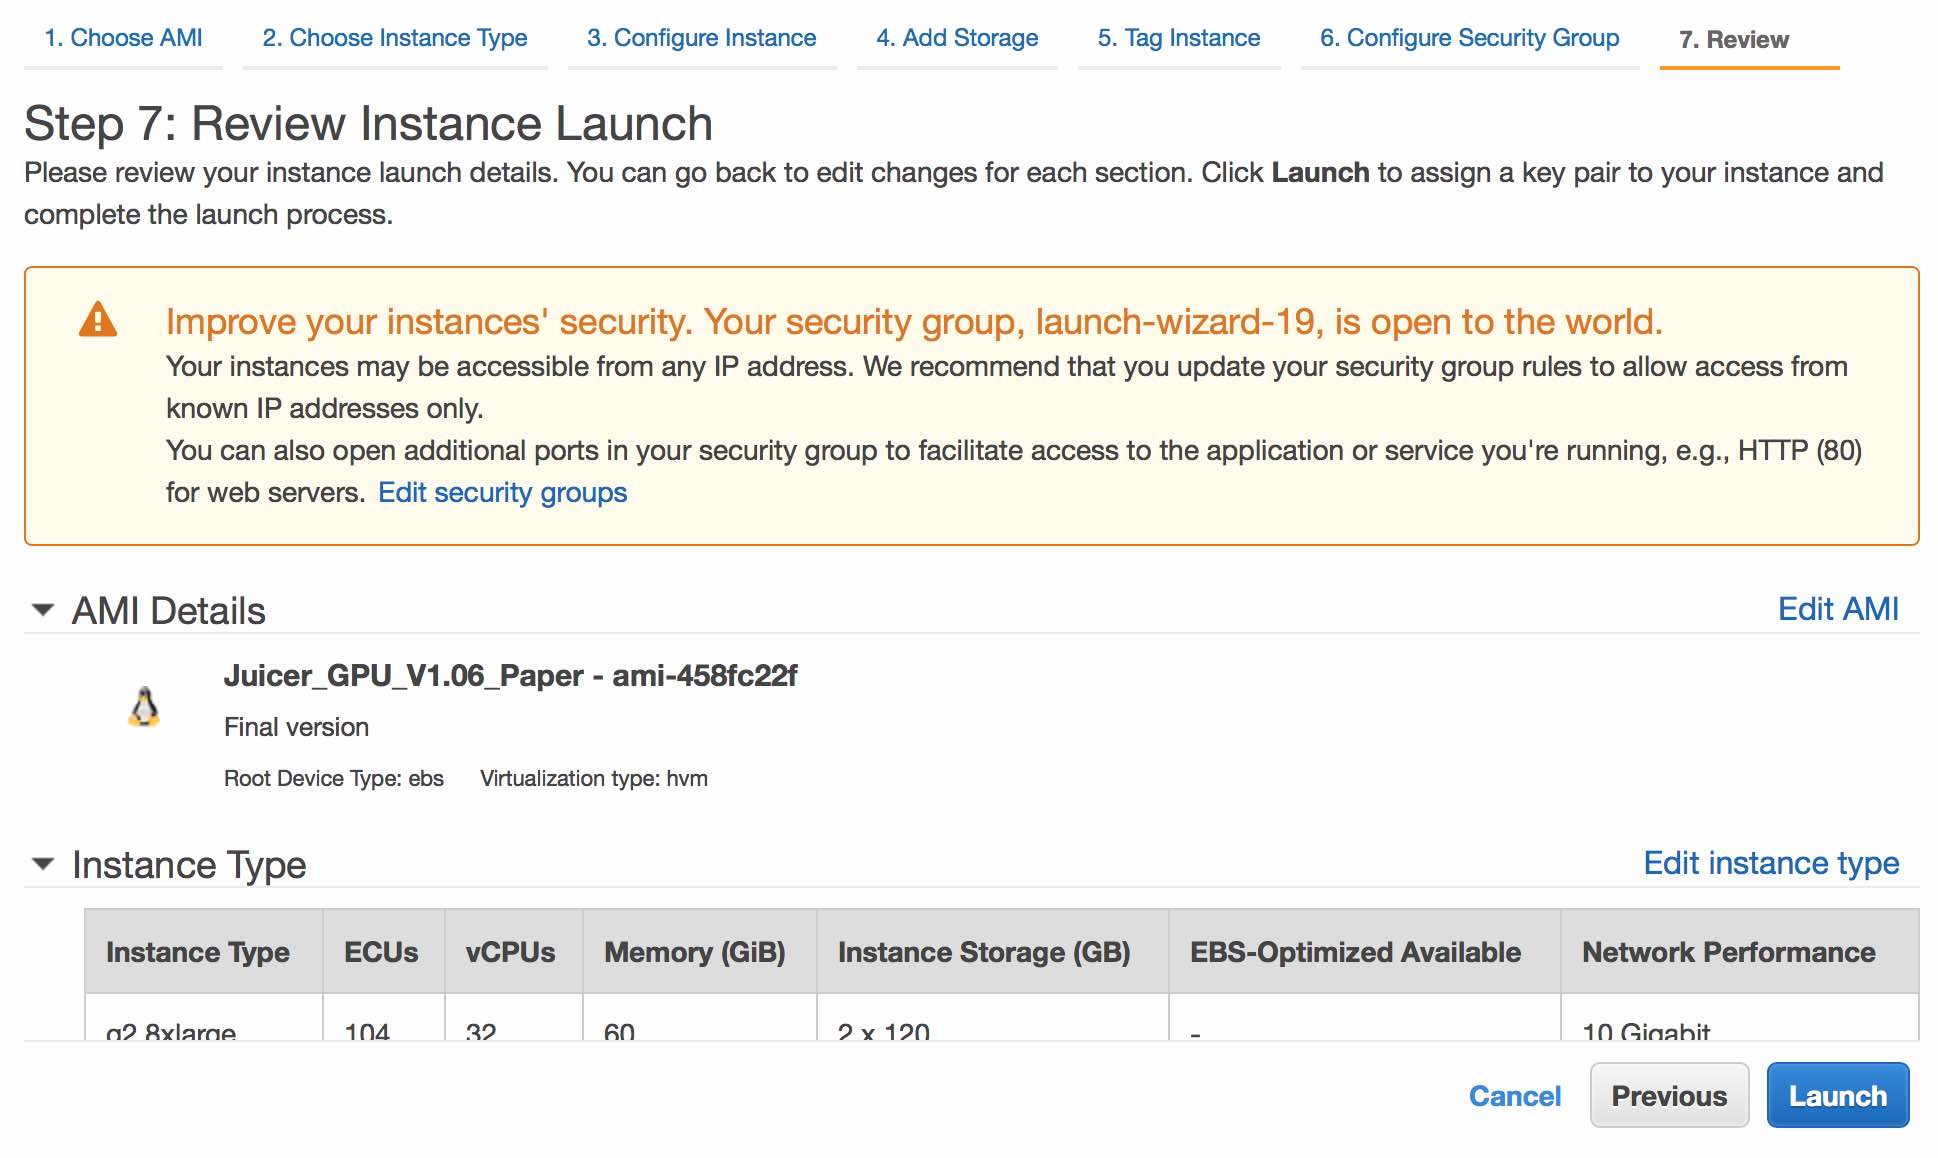 1. Choose AMI 2. Choose Instance Type 3. Configure Instance 4. Add Storage 5. Tag Instance 6. Configure Security Group 7. Review
Step 7: Review Instance Launch
Please review your instance launch details. You can go back to edit changes for each section. Click Launch to assign a key pair to your instance and
complete the launch process.
Improve your instances' security. Your security group, launch-wizard-19, is open to the world.
Your instances may be accessible from any IP address. We recommend that you update your security group rules to allow access from
known IP addresses only.
You can also open additional ports in your security group to facilitate access to the application or service you're running, e.g., HTTP (80)
for web servers. Edit security groups
AMI Details Edit AMI
Juicer_GPU_V1.06_Paper - ami-458fc22f
Final version
Root Device Type: ebs Virtualization type: hvm
Instance Type Edit instance type
Instance Type ECUs vCPUs Memory (GiB) Instance Storage (GB) EBS-Optimized Available Network Performance
g2.8xlarge 104 32 60 2 x 120 - 10 Gigabit
Cancel Previous Launch